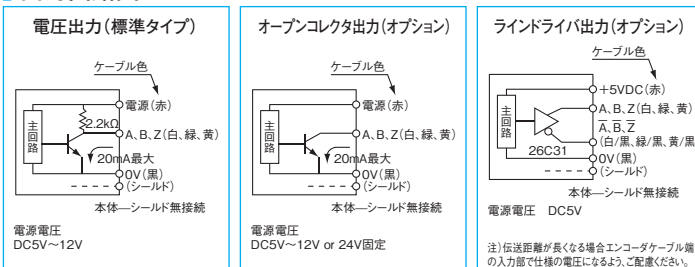 電圧出力(標準タイプ)
ケーブル色
電源(赤)
2.2kΩ
主回路
A、B、Z(白、緑、黄)
20mA最大
0V(黒)
(シールド)
本体―シールド無接続
電源電圧
DC5V～12V
オープンコレクタ出力(オプション)
ケーブル色
電源(赤)
主回路
A、B、Z(白、緑、黄)
20mA最大
0V(黒)
(シールド)
本体―シールド無接続
電源電圧
DC5V～12V or 24V固定
ラインドライバ出力(オプション)
ケーブル色
+5VDC(赤)
主回路
A、B、Z(白、緑、黄)
A̅、B̅、Z̅
(白/黒、緑/黒、黄/黒
26C31
0V(黒)
(シールド)
本体―シールド無接続
電源電圧 DC5V
注)伝送距離が長くなる場合エンコーダケーブル端
の入力部で仕様の電圧になるよう、ご配慮ください。